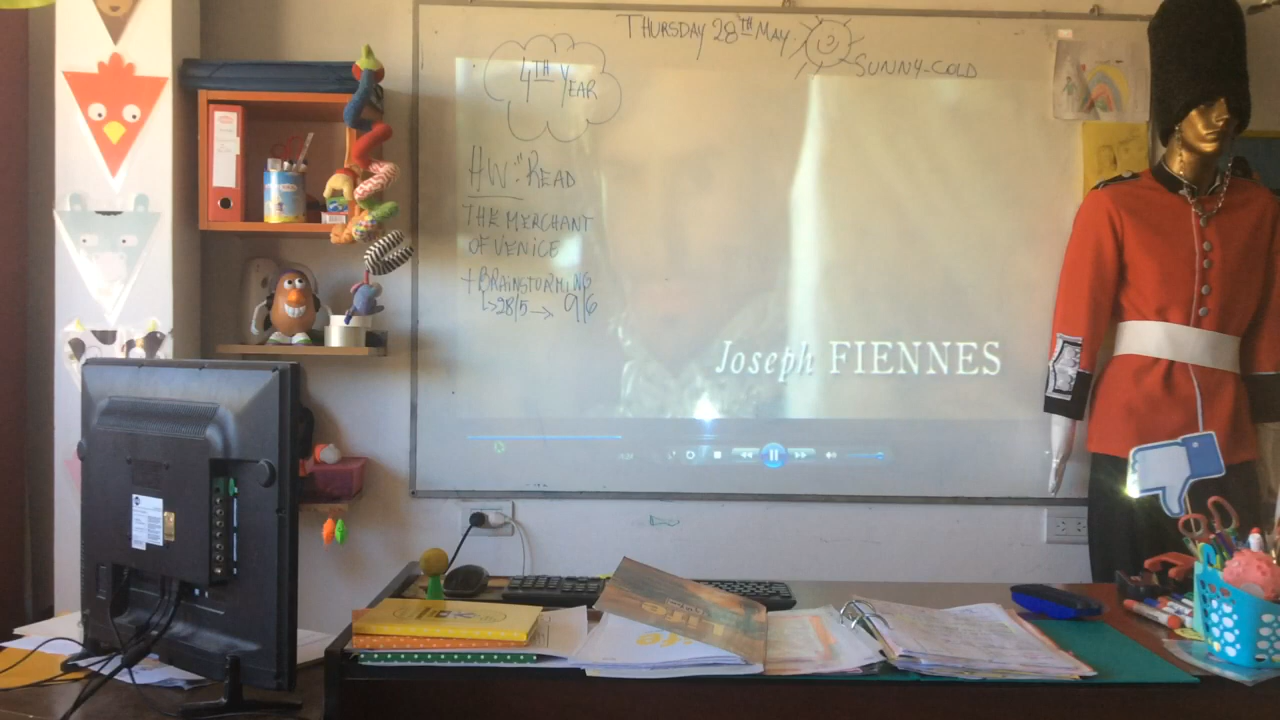 THURSDAY 28TH MAY.
SUNNY-COLD
4TH YEAR
HW: READ
THE MERCHANT
OF VENICE
+ BRAINSTORMING
↳ 28/5 → 9/6
Joseph FIENNES
Life